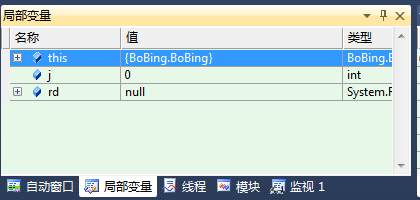 局部变量
名称 值 类型
this {BoBing.BoBing} BoBing.B
j 0 int
rd null System.R
自动窗口 局部变量 线程 模块 监视 1